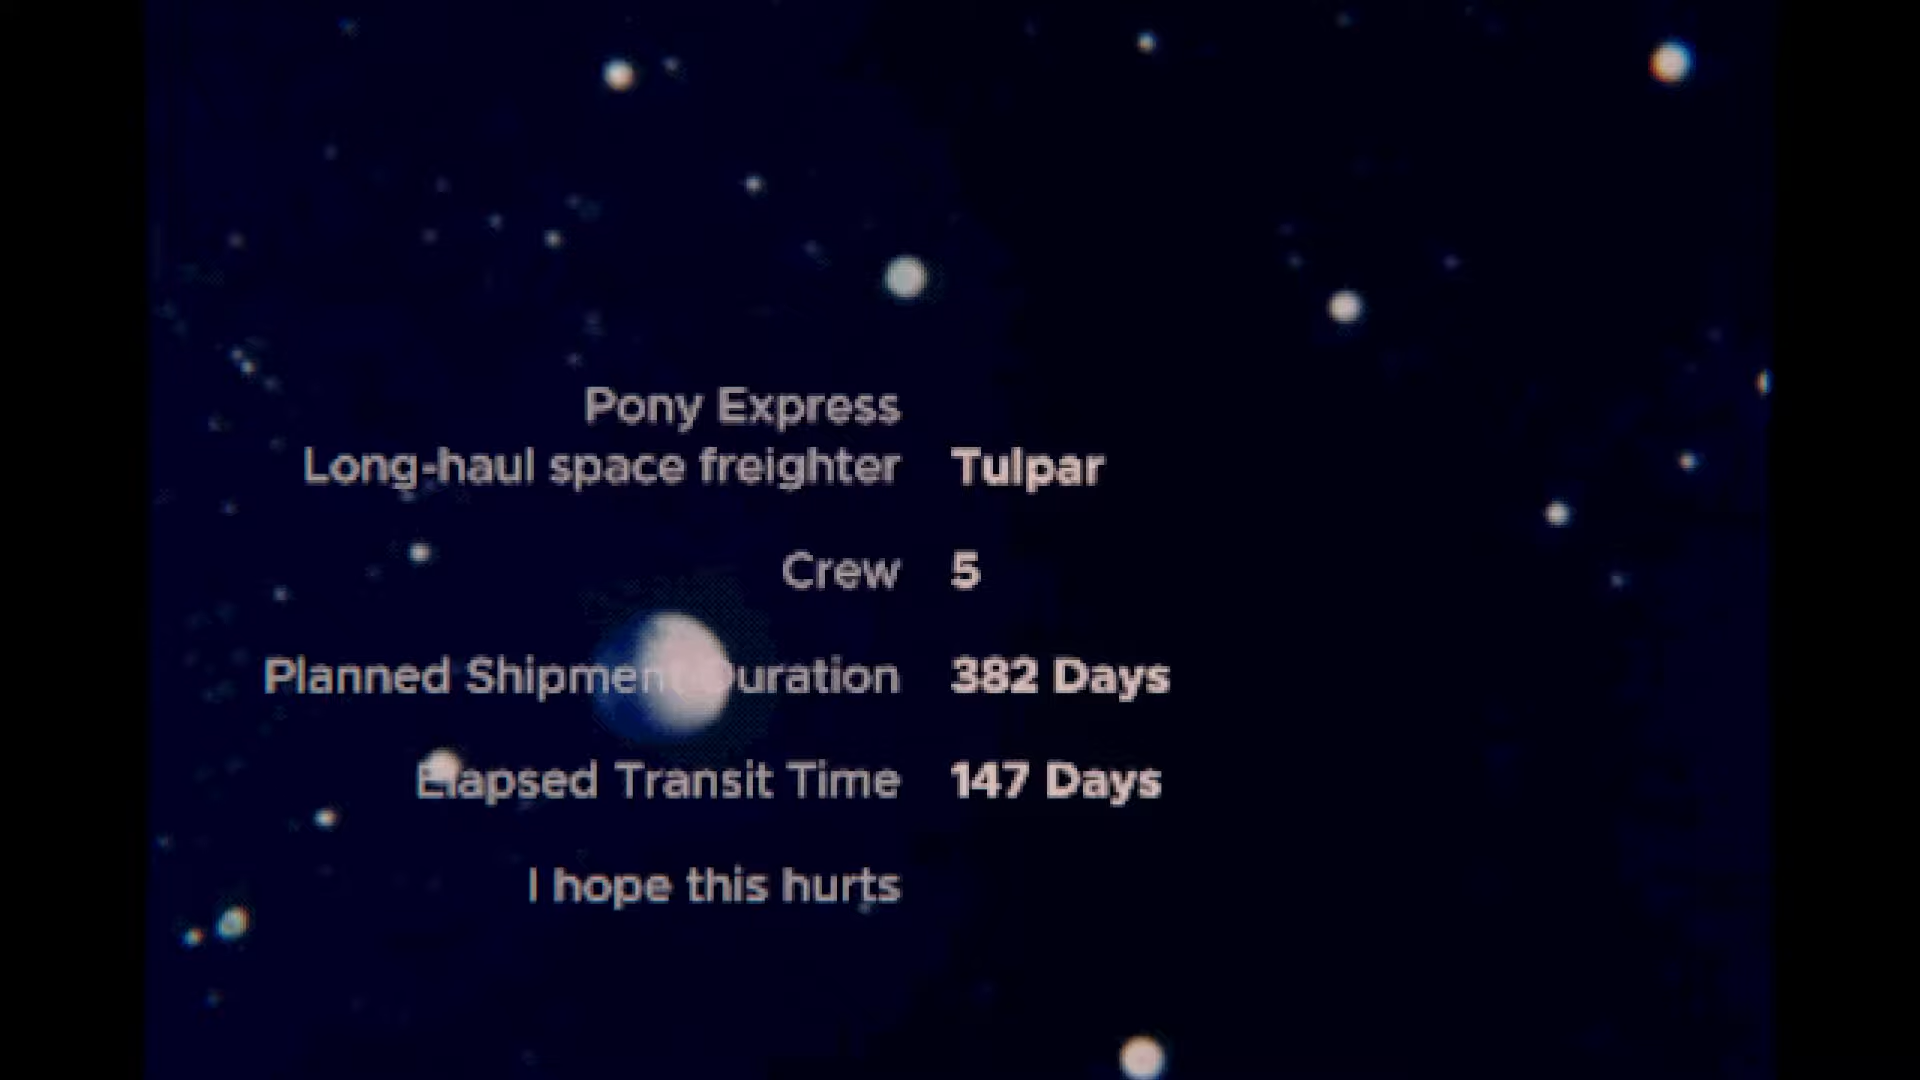 Pony Express
Long-haul space freighter Tulpar
Crew 5
Planned Shipment Duration 382 Days
Elapsed Transit Time 147 Days
I hope this hurts